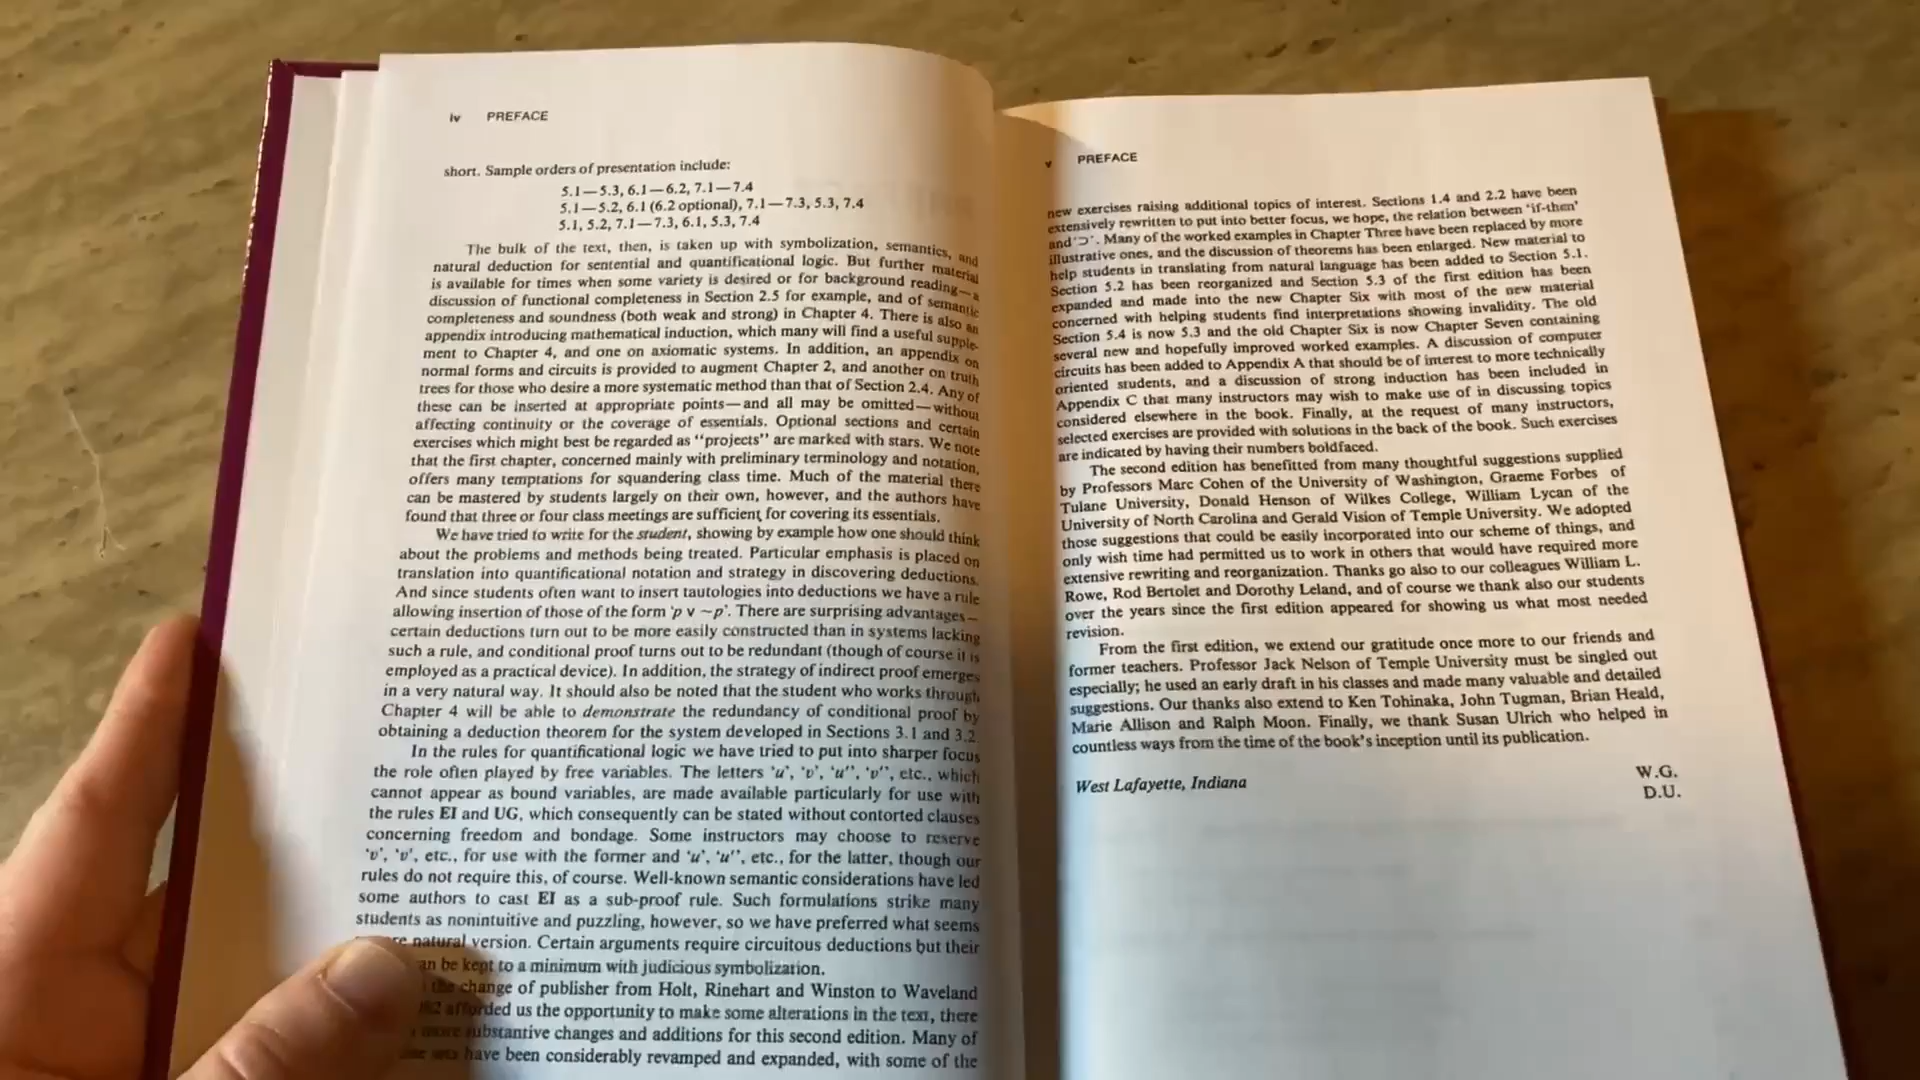 iv PREFACE
short. Sample orders of presentation include:
5.1—5.3, 6.1—6.2, 7.1—7.4
5.1—5.2, 6.1 (6.2 optional), 7.1—7.3, 5.3, 7.4
5.1, 5.2, 7.1—7.3, 6.1, 5.3, 7.4
The bulk of the text, then, is taken up with symbolization, semantics, and
natural deduction for sentential and quantificational logic. But further material
is available for times when some variety is desired or for background reading—a
discussion of functional completeness in Section 2.5 for example, and of semantic
completeness and soundness (both weak and strong) in Chapter 4. There is also an
appendix introducing mathematical induction, which many will find a useful supple-
ment to Chapter 4, and one on axiomatic systems. In addition, an appendix on
normal forms and circuits is provided to augment Chapter 2, and another on truth
trees for those who desire a more systematic method than that of Section 2.4. Any of
these can be inserted at appropriate points—and all may be omitted—without
affecting continuity or the coverage of essentials. Optional sections and certain
exercises which might best be regarded as “projects” are marked with stars. We note
that the first chapter, concerned mainly with preliminary terminology and notation,
offers many temptations for squandering class time. Much of the material there
can be mastered by students largely on their own, however, and the authors have
found that three or four class meetings are sufficient for covering its essentials.
We have tried to write for the student, showing by example how one should think
about the problems and methods being treated. Particular emphasis is placed on
translation into quantificational notation and strategy in discovering deductions.
And since students often want to insert tautologies into deductions we have a rule
allowing insertion of those of the form ‘p v ~p’. There are surprising advantages—
certain deductions turn out to be more easily constructed than in systems lacking
such a rule, and conditional proof turns out to be redundant (though of course it is
employed as a practical device). In addition, the strategy of indirect proof emerges
in a very natural way. It should also be noted that the student who works through
Chapter 4 will be able to demonstrate the redundancy of conditional proof by
obtaining a deduction theorem for the system developed in Sections 3.1 and 3.2.
In the rules for quantificational logic we have tried to put into sharper focus
the role often played by free variables. The letters ‘u’, ‘v’, ‘u′’, ‘v′’, etc., which
cannot appear as bound variables, are made available particularly for use with
the rules EI and UG, which consequently can be stated without contorted clauses
concerning freedom and bondage. Some instructors may choose to reserve
‘v’, ‘v’, etc., for use with the former and ‘u’, ‘u′’, etc., for the latter, though our
rules do not require this, of course. Well-known semantic considerations have led
some authors to cast EI as a sub-proof rule. Such formulations strike many
students as nonintuitive and puzzling, however, so we have preferred what seems
natural version. Certain arguments require circuitous deductions but their
can be kept to a minimum with judicious symbolization.
the change of publisher from Holt, Rinehart and Winston to Waveland
afforded us the opportunity to make some alterations in the text, there
more substantive changes and additions for this second edition. Many of
sets have been considerably revamped and expanded, with some of the
v PREFACE
new exercises raising additional topics of interest. Sections 1.4 and 2.2 have been
extensively rewritten to put into better focus, we hope, the relation between ‘if-then’
and ‘⊃’. Many of the worked examples in Chapter Three have been replaced by more
illustrative ones, and the discussion of theorems has been enlarged. New material to
help students in translating from natural language has been added to Section 5.1.
Section 5.2 has been reorganized and Section 5.3 of the first edition has been
expanded and made into the new Chapter Six with most of the new material
concerned with helping students find interpretations showing invalidity. The old
Section 5.4 is now 5.3 and the old Chapter Six is now Chapter Seven containing
several new and hopefully improved worked examples. A discussion of computer
circuits has been added to Appendix A that should be of interest to more technically
oriented students, and a discussion of strong induction has been included in
Appendix C that many instructors may wish to make use of in discussing topics
considered elsewhere in the book. Finally, at the request of many instructors,
selected exercises are provided with solutions in the back of the book. Such exercises
are indicated by having their numbers boldfaced.
The second edition has benefitted from many thoughtful suggestions supplied
by Professors Marc Cohen of the University of Washington, Graeme Forbes of
Tulane University, Donald Henson of Wilkes College, William Lycan of the
University of North Carolina and Gerald Vision of Temple University. We adopted
those suggestions that could be easily incorporated into our scheme of things, and
only wish time had permitted us to work in others that would have required more
extensive rewriting and reorganization. Thanks go also to our colleagues William L.
Rowe, Rod Bertolet and Dorothy Leland, and of course we thank also our students
over the years since the first edition appeared for showing us what most needed
revision.
From the first edition, we extend our gratitude once more to our friends and
former teachers. Professor Jack Nelson of Temple University must be singled out
especially; he used an early draft in his classes and made many valuable and detailed
suggestions. Our thanks also extend to Ken Tohinaka, John Tugman, Brian Heald,
Marie Allison and Ralph Moon. Finally, we thank Susan Ulrich who helped in
countless ways from the time of the book’s inception until its publication.
West Lafayette, Indiana
W.G.
D.U.